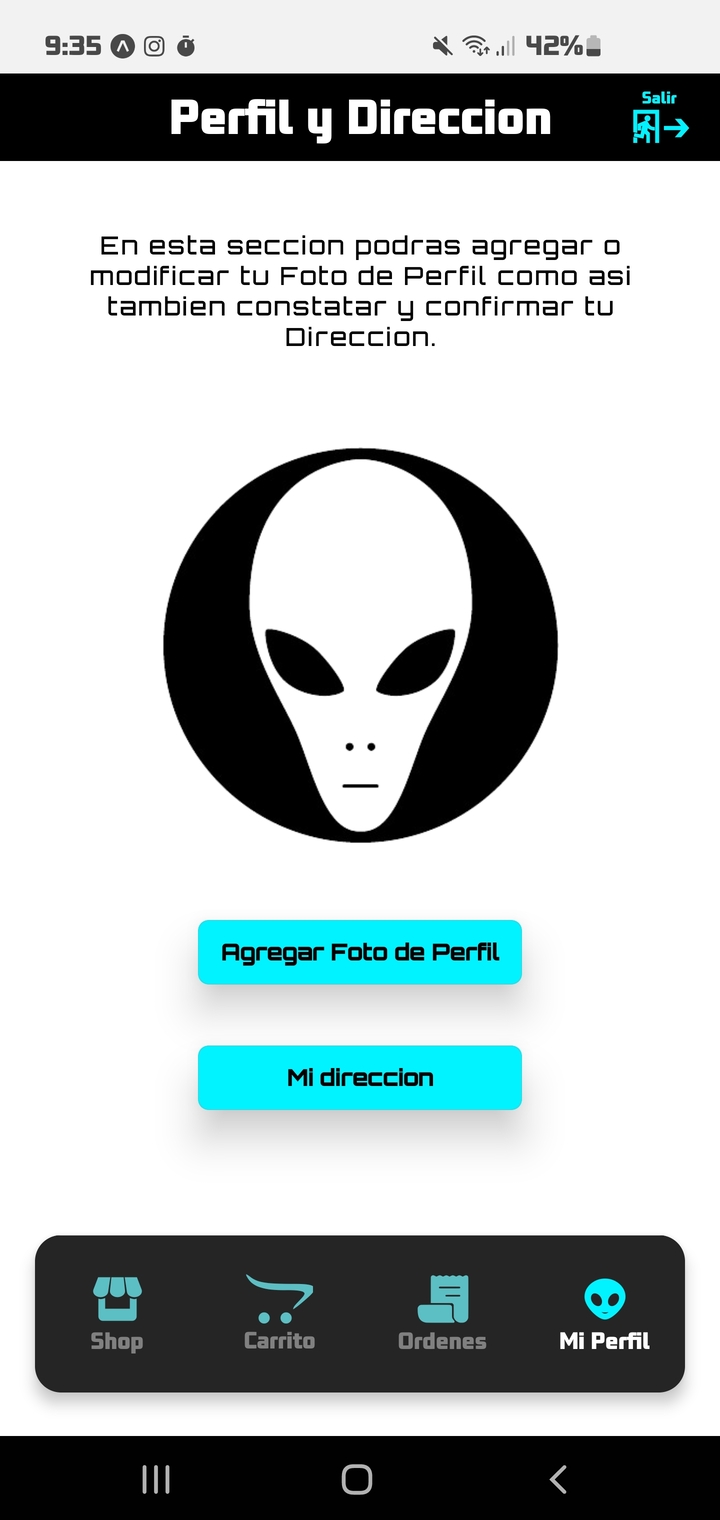 9:35
42%
Perfil y Direccion
Salir
En esta seccion podras agregar o
modificar tu Foto de Perfil como asi
tambien constatar y confirmar tu
Direccion.
Agregar Foto de Perfil
Mi direccion
Shop
Carrito
Ordenes
Mi Perfil